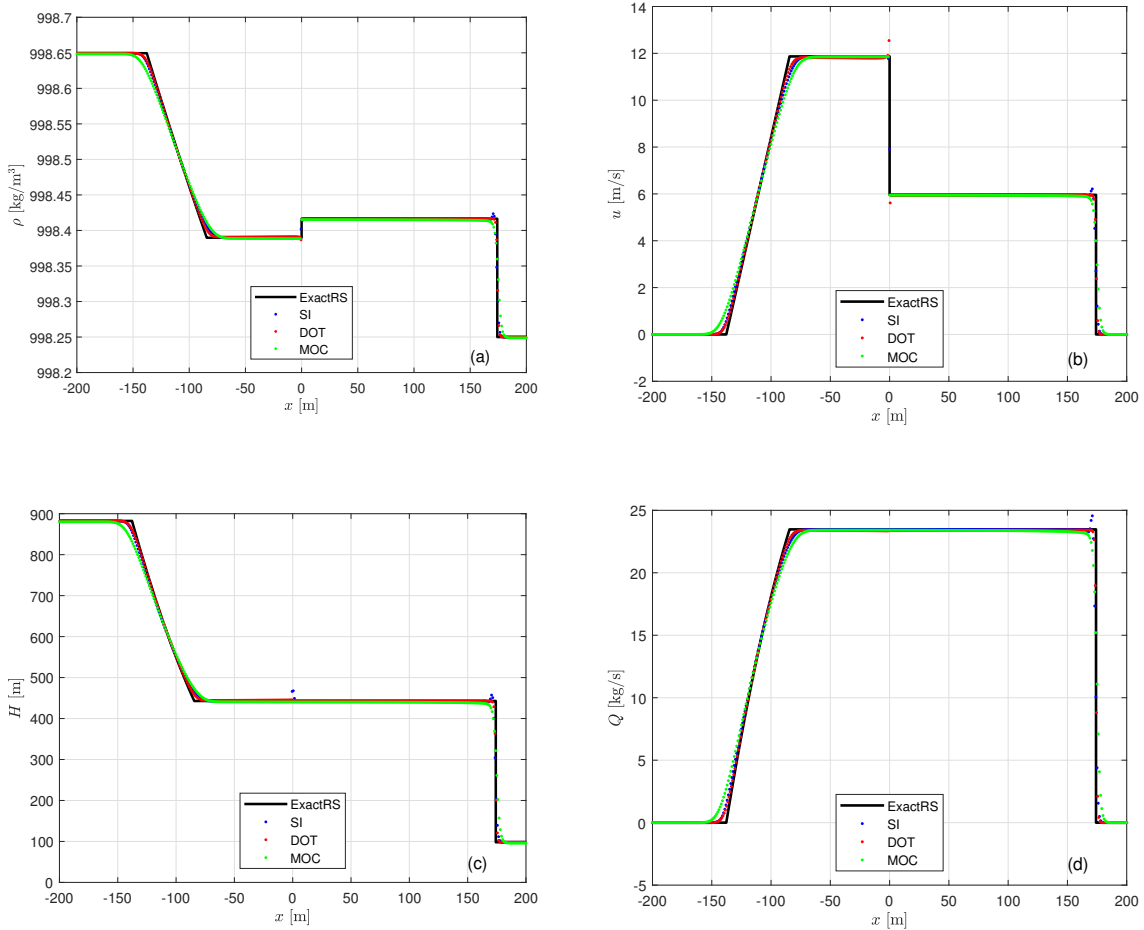 998.7
998.65
998.6
998.55
998.5
998.45
998.4
998.35
998.3
998.25
998.2
ρ [kg/m³]
-200 -150 -100 -50 0 50 100 150 200
x [m]
ExactRS
SI
DOT
MOC
(a)
14
12
10
8
6
4
2
0
-2
u [m/s]
-200 -150 -100 -50 0 50 100 150 200
x [m]
ExactRS
SI
DOT
MOC
(b)
900
800
700
600
500
400
300
200
100
0
H [m]
-200 -150 -100 -50 0 50 100 150 200
x [m]
ExactRS
SI
DOT
MOC
(c)
25
20
15
10
5
0
-5
Q [kg/s]
-200 -150 -100 -50 0 50 100 150 200
x [m]
ExactRS
SI
DOT
MOC
(d)